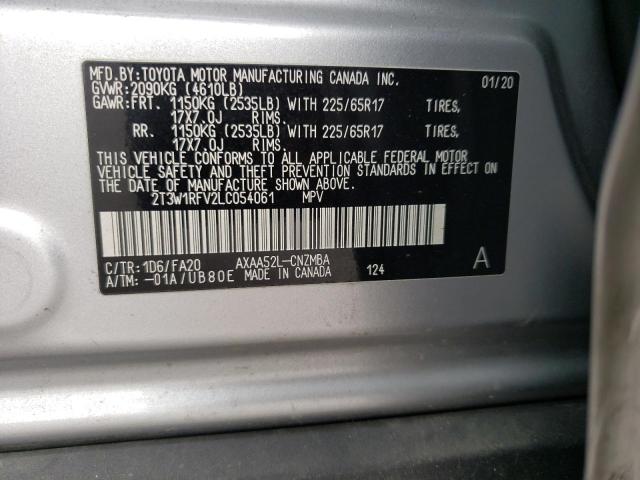 MFD.BY:TOYOTA MOTOR MANUFACTURING CANADA INC. 01/20
GVWR:2090KG (4610LB)
GAWR:FRT. 1150KG (2535LB) WITH 225/65R17 TIRES,
17X7.0J RIMS.
RR. 1150KG (2535LB) WITH 225/65R17 TIRES,
17X7.0J RIMS.
THIS VEHICLE CONFORMS TO ALL APPLICABLE FEDERAL MOTOR
VEHICLE SAFETY AND THEFT PREVENTION STANDARDS IN EFFECT
ON THE DATE OF MANUFACTURE SHOWN ABOVE.
2T3W1RFV2LC054061 MPV
C/TR:1D6/FA20 AXAA52L-CNZMBA A
A/TM:-01A/UB80E MADE IN CANADA 124